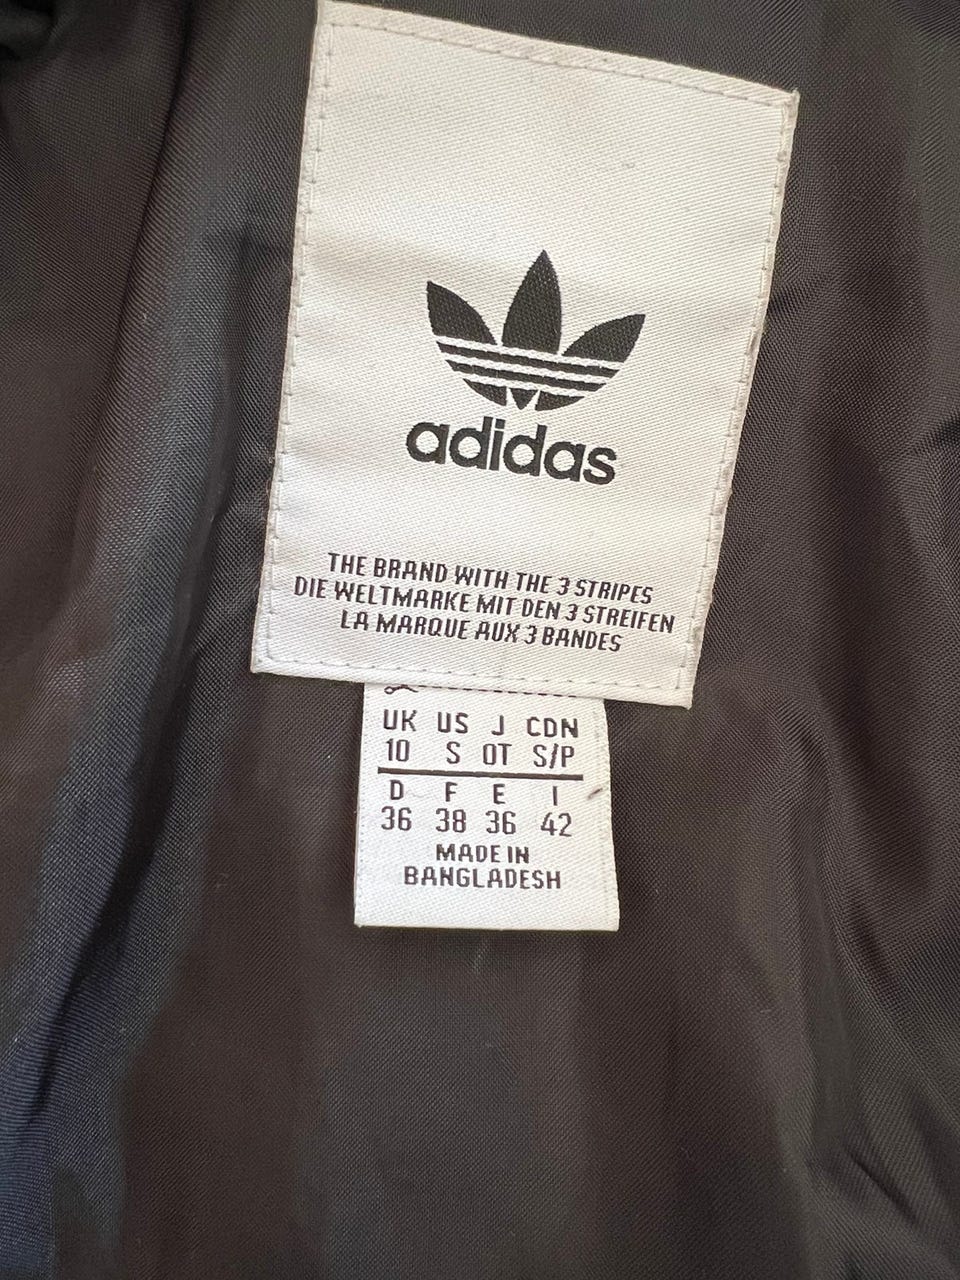 adidas
THE BRAND WITH THE 3 STRIPES
DIE WELTMARKE MIT DEN 3 STREIFEN
LA MARQUE AUX 3 BANDES
UK US J CDN
10 S OT S/P
D F E I
36 38 36 42
MADE IN
BANGLADESH